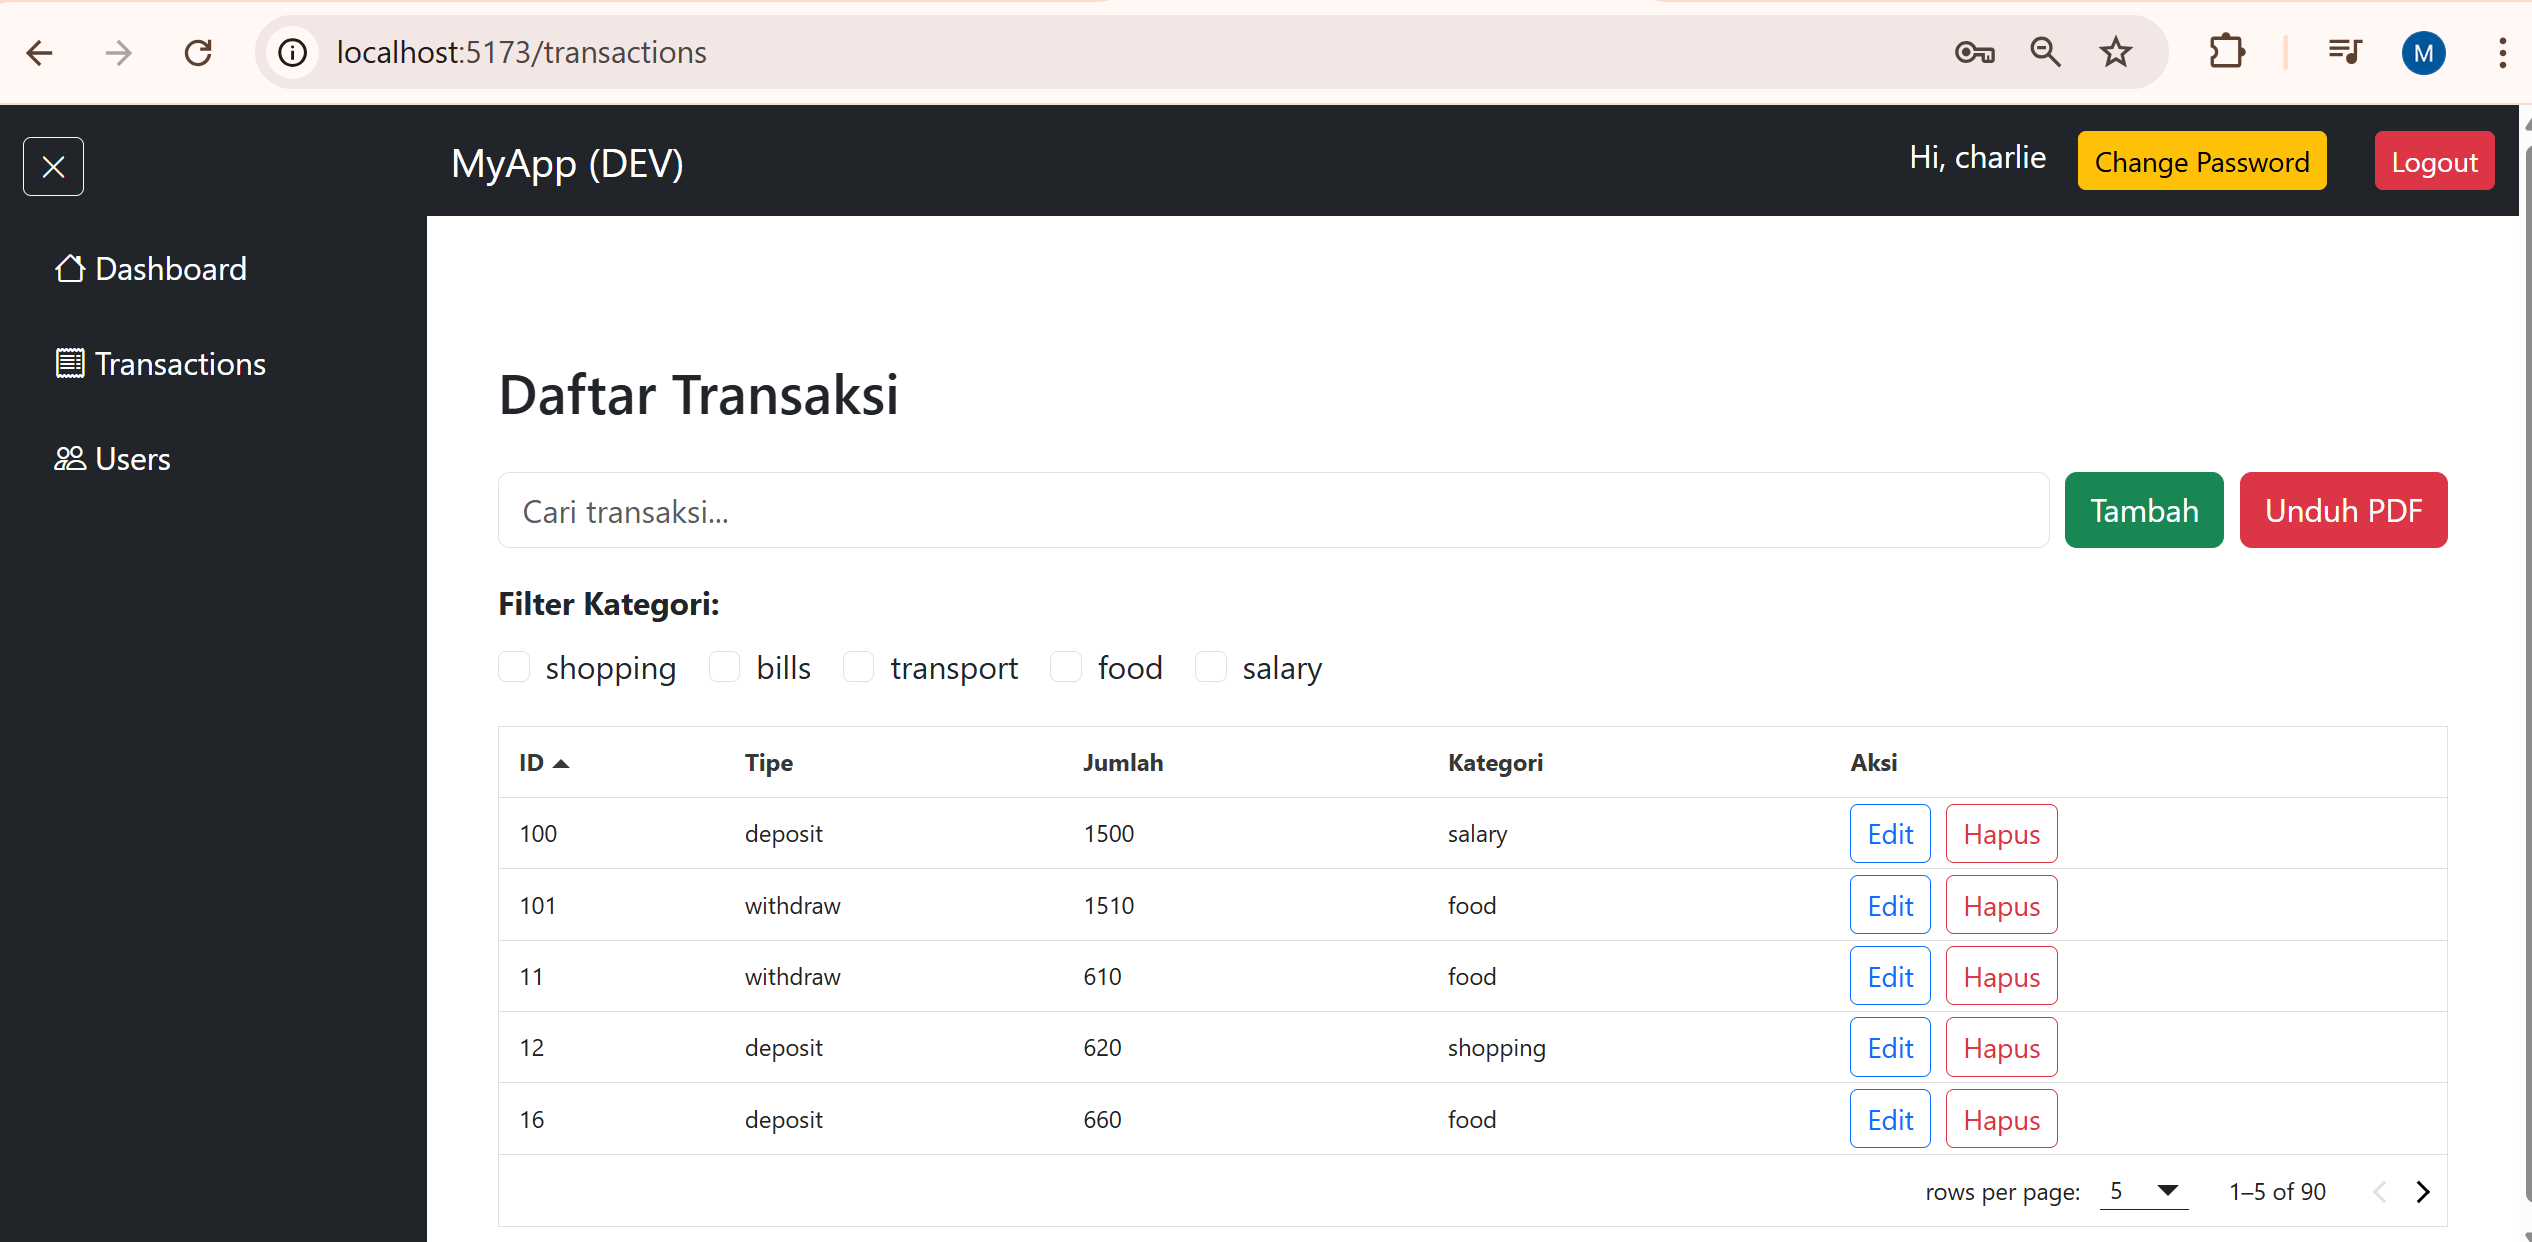 localhost:5173/transactions
M
MyApp (DEV)
Hi, charlie
Change Password
Logout
Dashboard
Transactions
Users
Daftar Transaksi
Cari transaksi...
Tambah
Unduh PDF
Filter Kategori:
shopping bills transport food salary
ID Tipe Jumlah Kategori Aksi
100 deposit 1500 salary Edit Hapus
101 withdraw 1510 food Edit Hapus
11 withdraw 610 food Edit Hapus
12 deposit 620 shopping Edit Hapus
16 deposit 660 food Edit Hapus
rows per page: 5 1–5 of 90